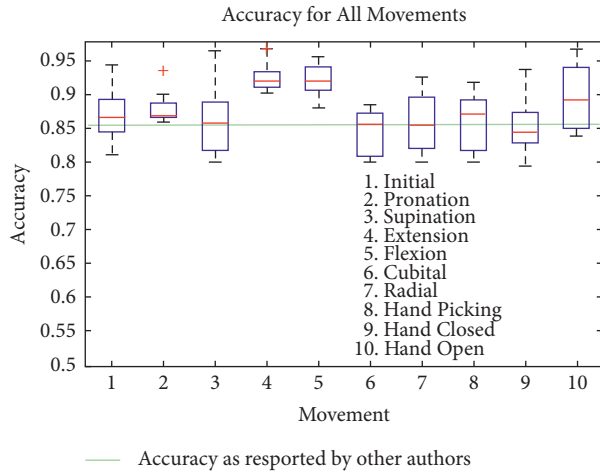 Accuracy for All Movements
Accuracy
0.95
0.9
0.85
0.8
0.75
0.7
0.65
0.6
0.55
0.5
1. Initial
2. Pronation
3. Supination
4. Extension
5. Flexion
6. Cubital
7. Radial
8. Hand Picking
9. Hand Closed
10. Hand Open
1 2 3 4 5 6 7 8 9 10
Movement
Accuracy as resported by other authors